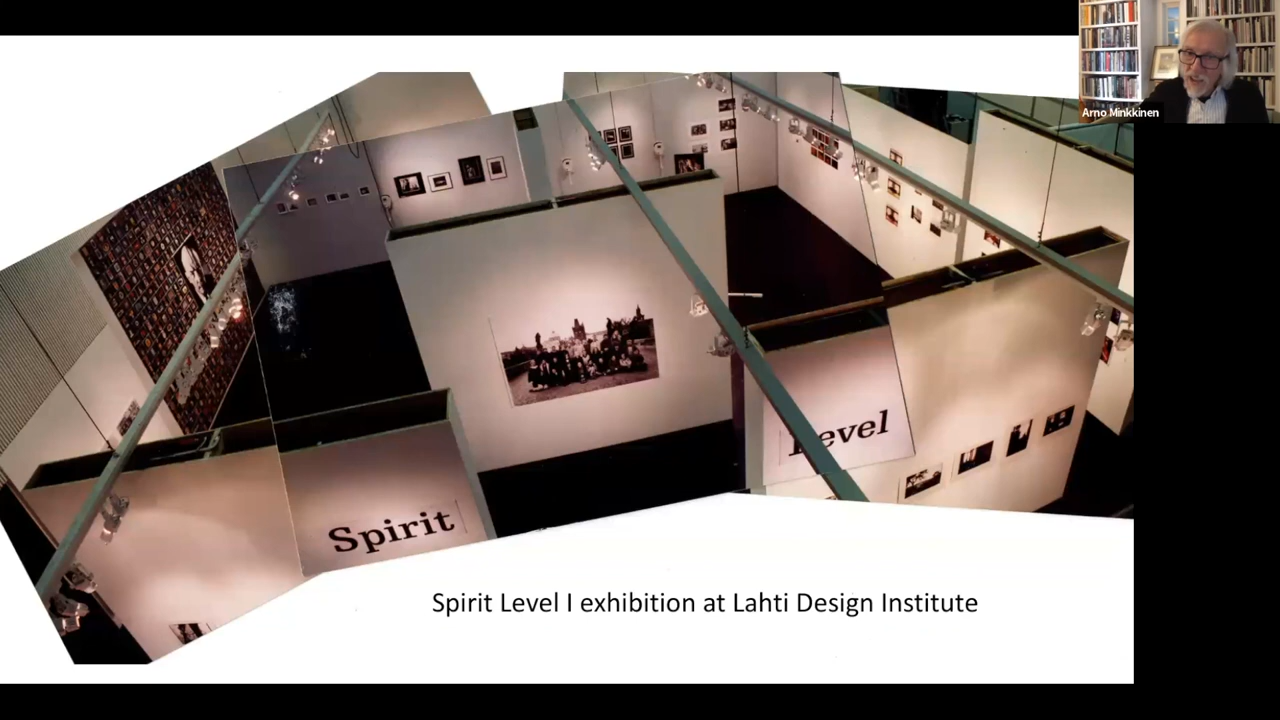 Arno Minkkinen
Level
Spirit
Spirit Level I exhibition at Lahti Design Institute